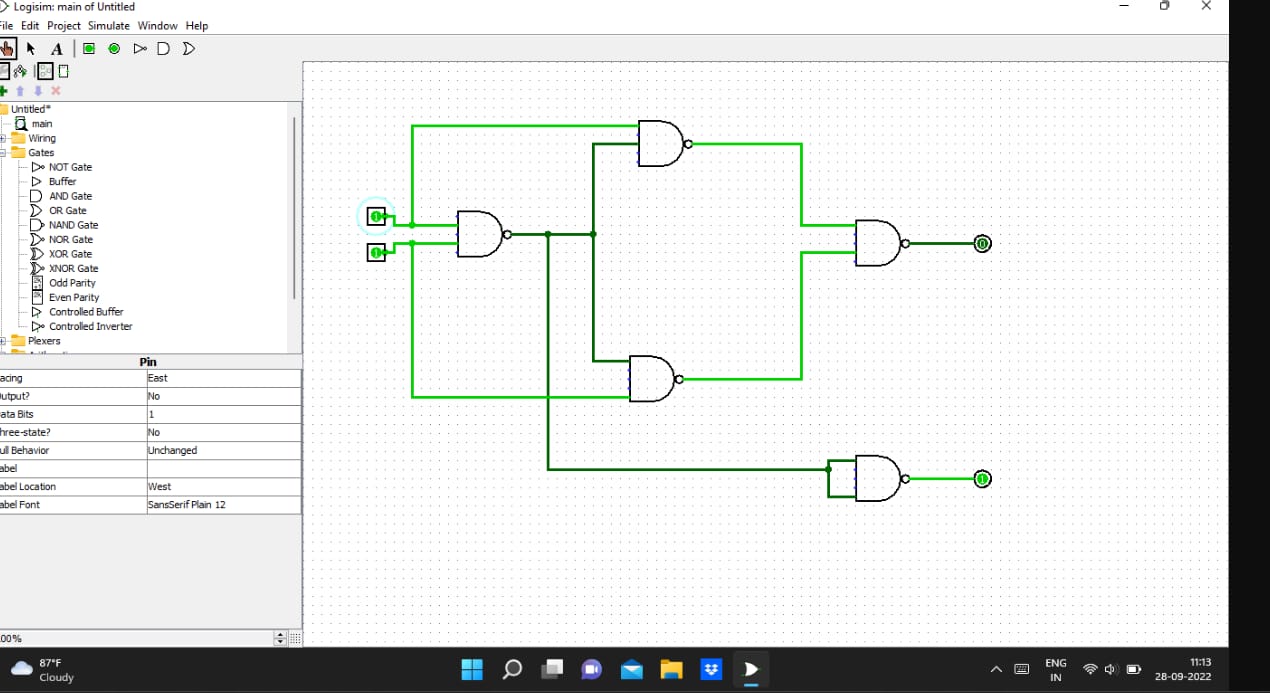 Logisim: main of Untitled
File Edit Project Simulate Window Help
A
Untitled*
main
Wiring
Gates
NOT Gate
Buffer
AND Gate
OR Gate
NAND Gate
NOR Gate
XOR Gate
XNOR Gate
Odd Parity
Even Parity
Controlled Buffer
Controlled Inverter
Plexers
Pin
acing East
utput? No
ata Bits 1
hree-state? No
ull Behavior Unchanged
abel
abel Location West
abel Font SansSerif Plain 12
1
1
0
1
00%
87°F
Cloudy
ENG
IN
11:13
28-09-2022